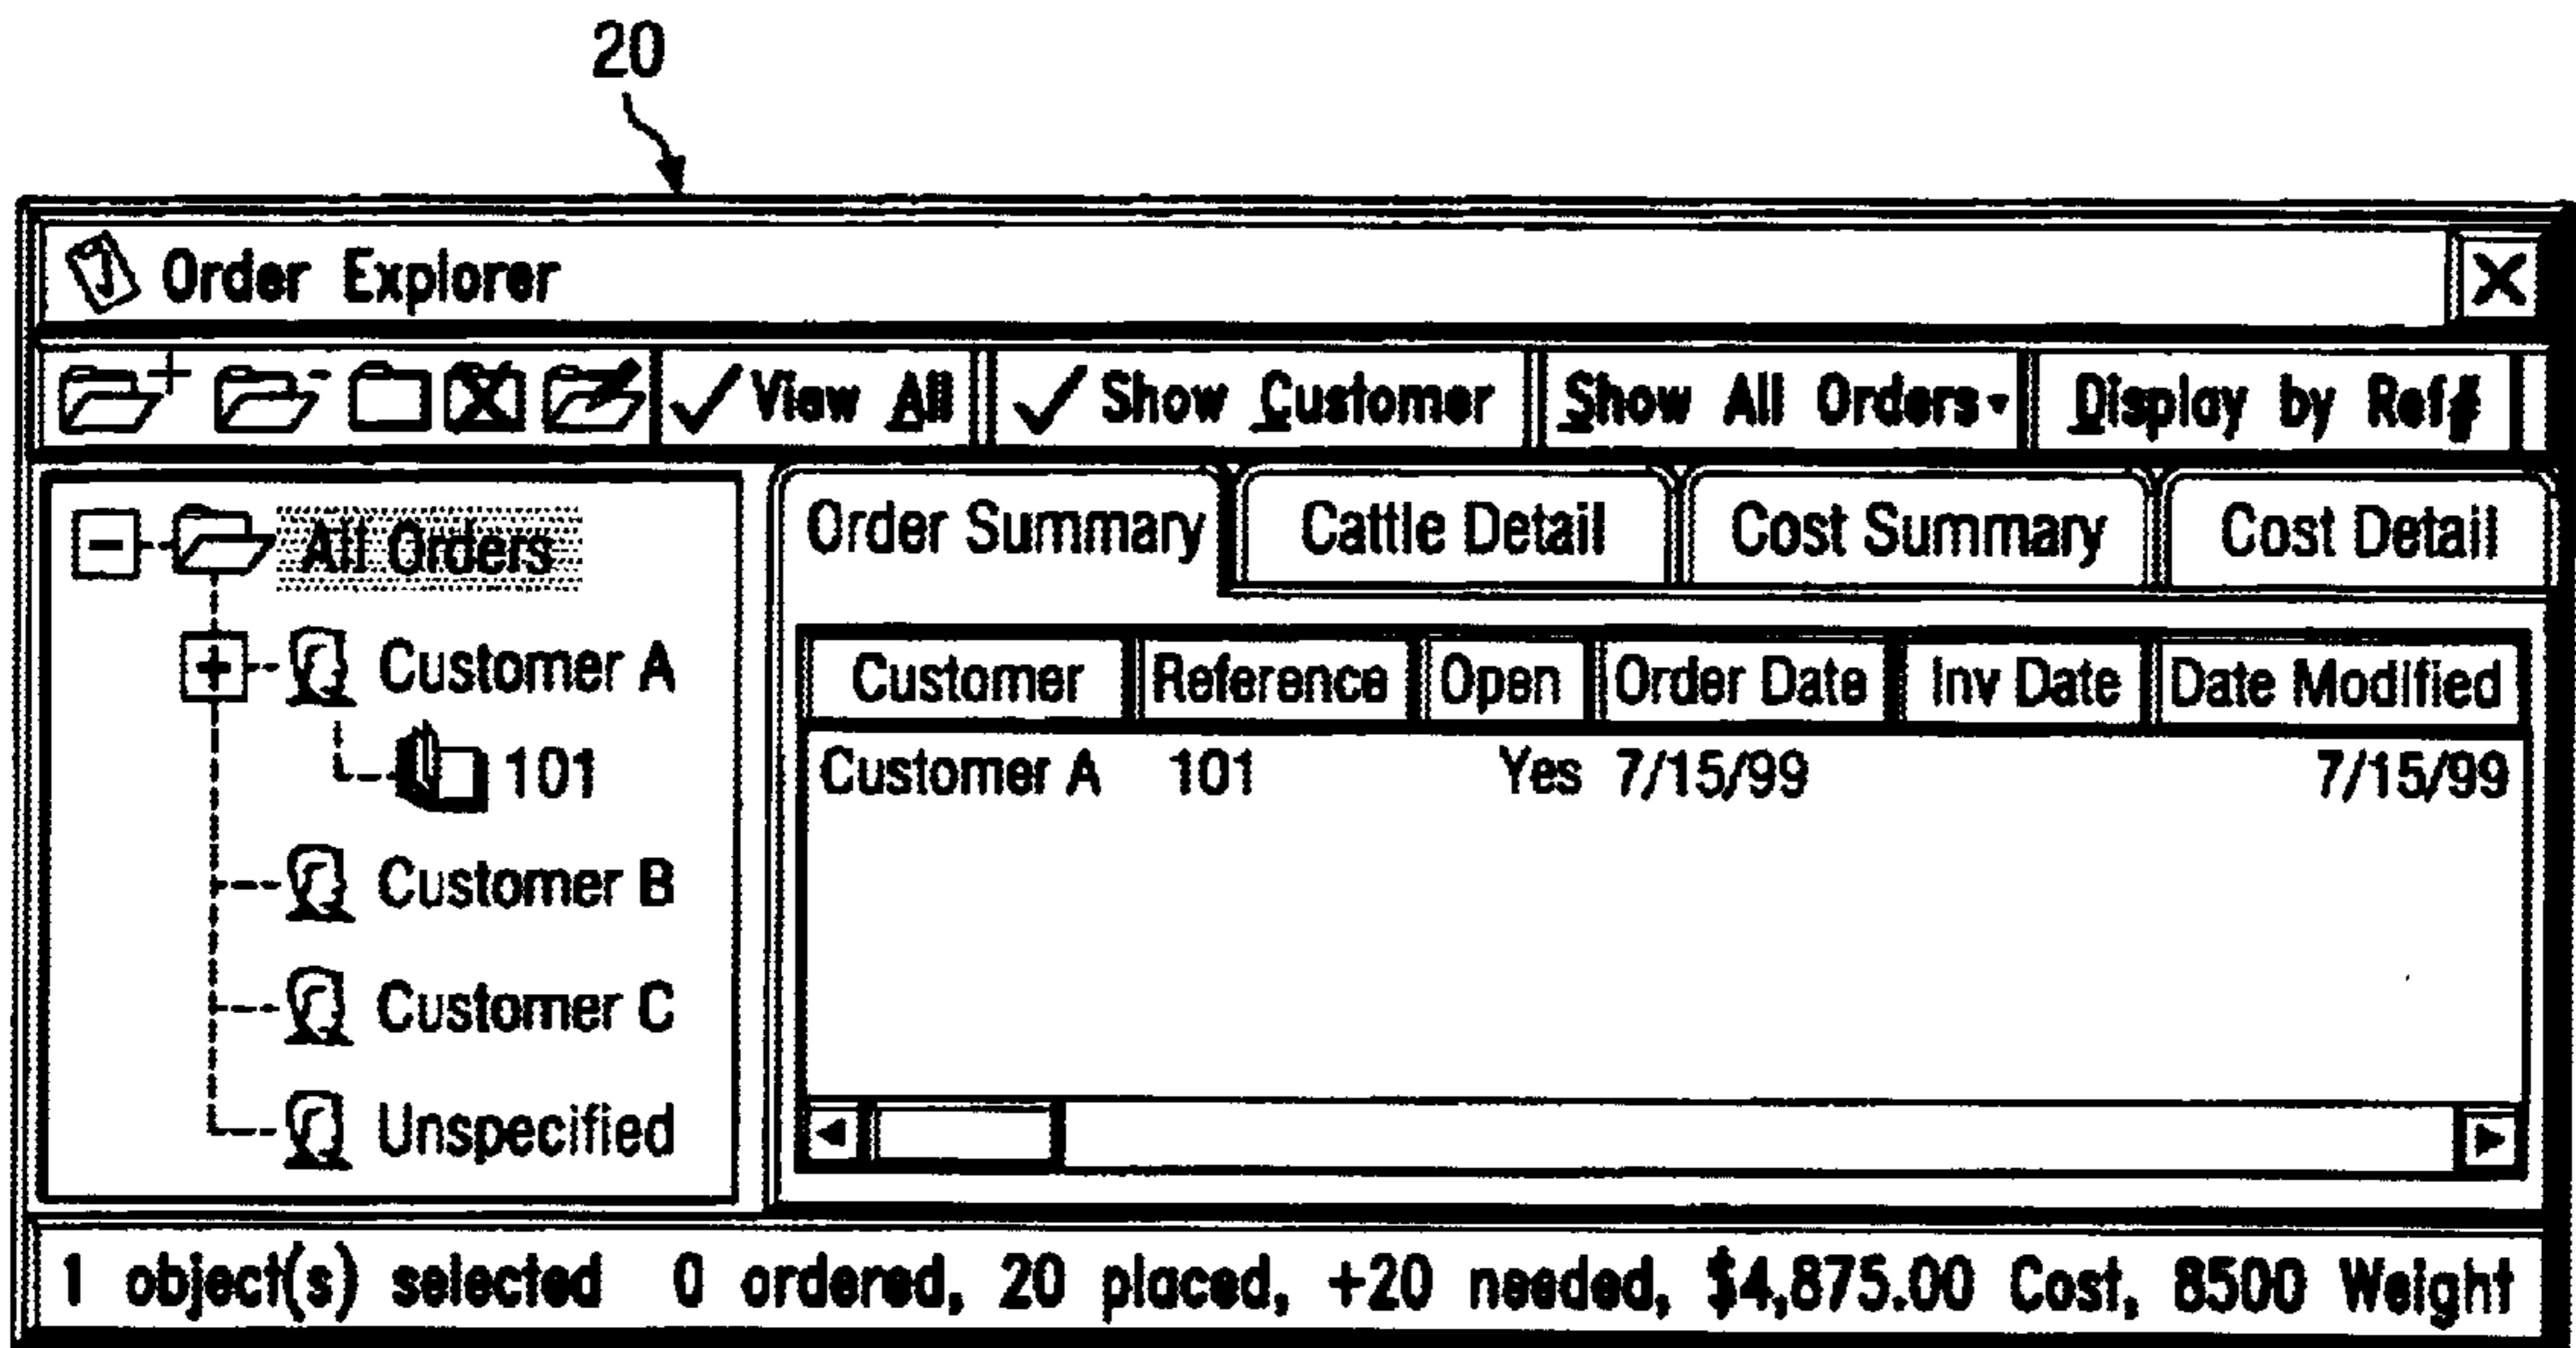 20
Order Explorer
View All Show Customer Show All Orders Display by Ref#
All Orders
Customer A
101
Customer B
Customer C
Unspecified
Order Summary Cattle Detail Cost Summary Cost Detail
Customer Reference Open Order Date Inv Date Date Modified
Customer A 101 Yes 7/15/99 7/15/99
1 object(s) selected 0 ordered, 20 placed, +20 needed, $4,875.00 Cost, 8500 Weight